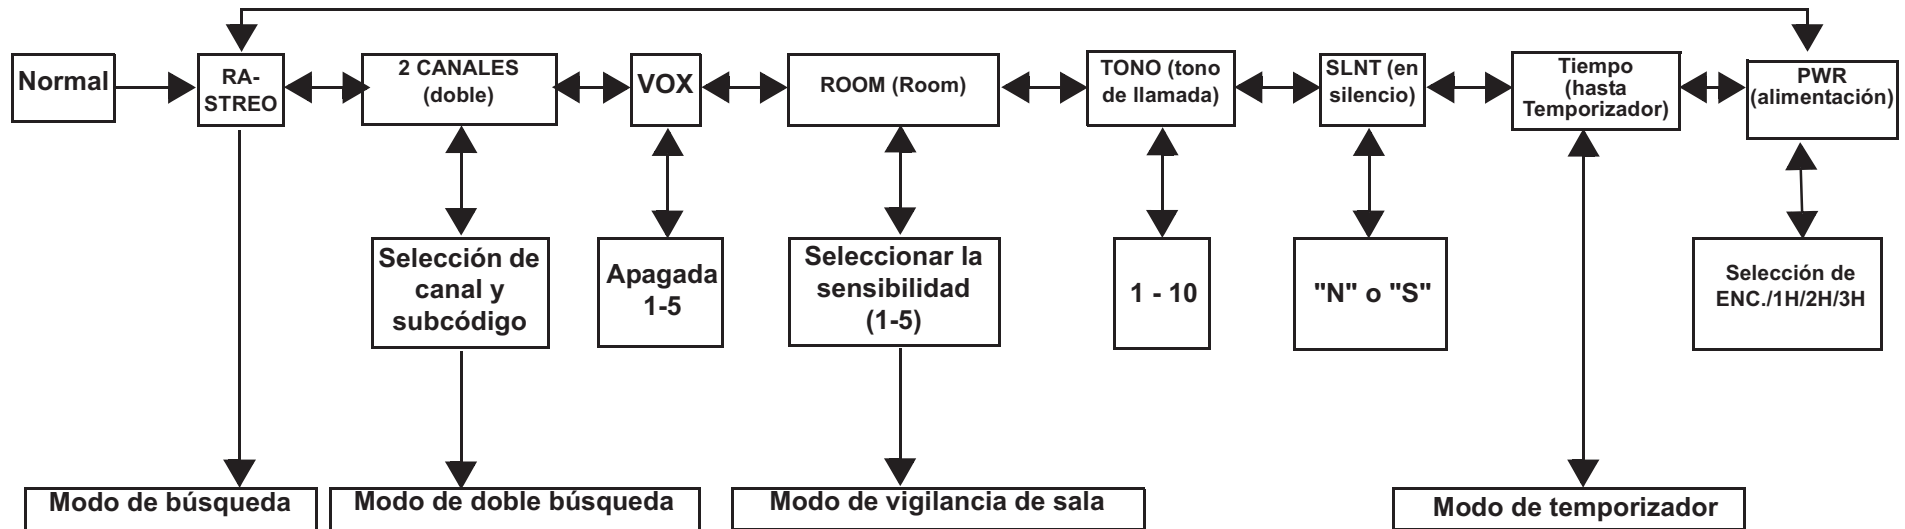 Normal
RA-
STREO
2 CANALES
(doble)
VOX
ROOM (Room)
TONO (tono
de llamada)
SLNT (en
silencio)
Tiempo
(hasta
Temporizador)
PWR
(alimentación)
Selección de
canal y
subcódigo
Apagada
1-5
Seleccionar la
sensibilidad
(1-5)
1 - 10
"N" o "S"
Selección de
ENC./1H/2H/3H
Modo de búsqueda
Modo de doble búsqueda
Modo de vigilancia de sala
Modo de temporizador